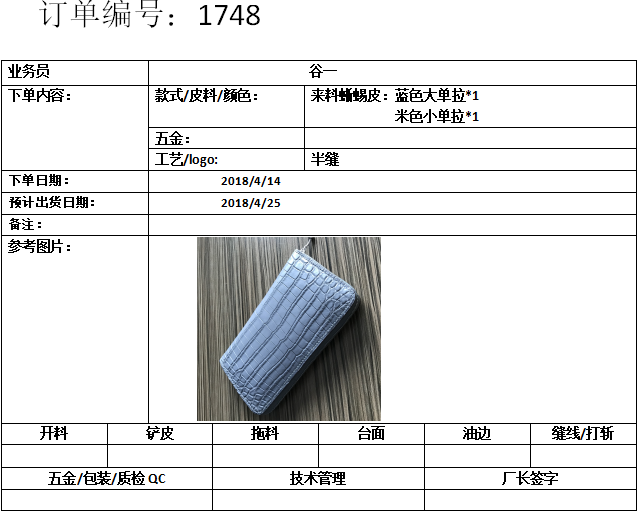 订单编号：1748
业务员 谷一
下单内容： 款式/皮料/颜色： 来料蜥蜴皮：蓝色大单拉*1
米色小单拉*1
五金：
工艺/logo: 半缝
下单日期： 2018/4/14
预计出货日期： 2018/4/25
备注：
参考图片：
开料 铲皮 拖料 台面 油边 缝线/打斩
五金/包装/质检 QC 技术管理 厂长签字